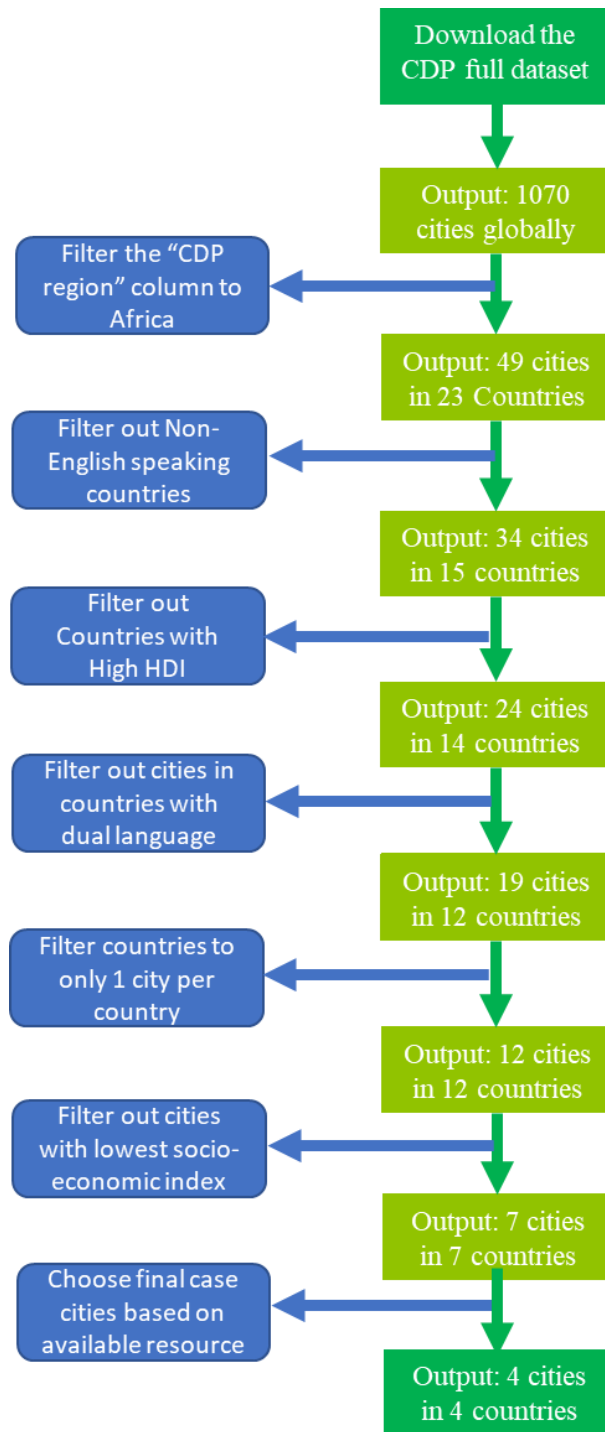 Download the
CDP full dataset
Output: 1070
cities globally
Filter the “CDP
region” column to
Africa
Output: 49 cities
in 23 Countries
Filter out Non-
English speaking
countries
Output: 34 cities
in 15 countries
Filter out
Countries with
High HDI
Output: 24 cities
in 14 countries
Filter out cities in
countries with
dual language
Output: 19 cities
in 12 countries
Filter countries to
only 1 city per
country
Output: 12 cities
in 12 countries
Filter out cities
with lowest socio-
economic index
Output: 7 cities
in 7 countries
Choose final case
cities based on
available resource
Output: 4 cities
in 4 countries